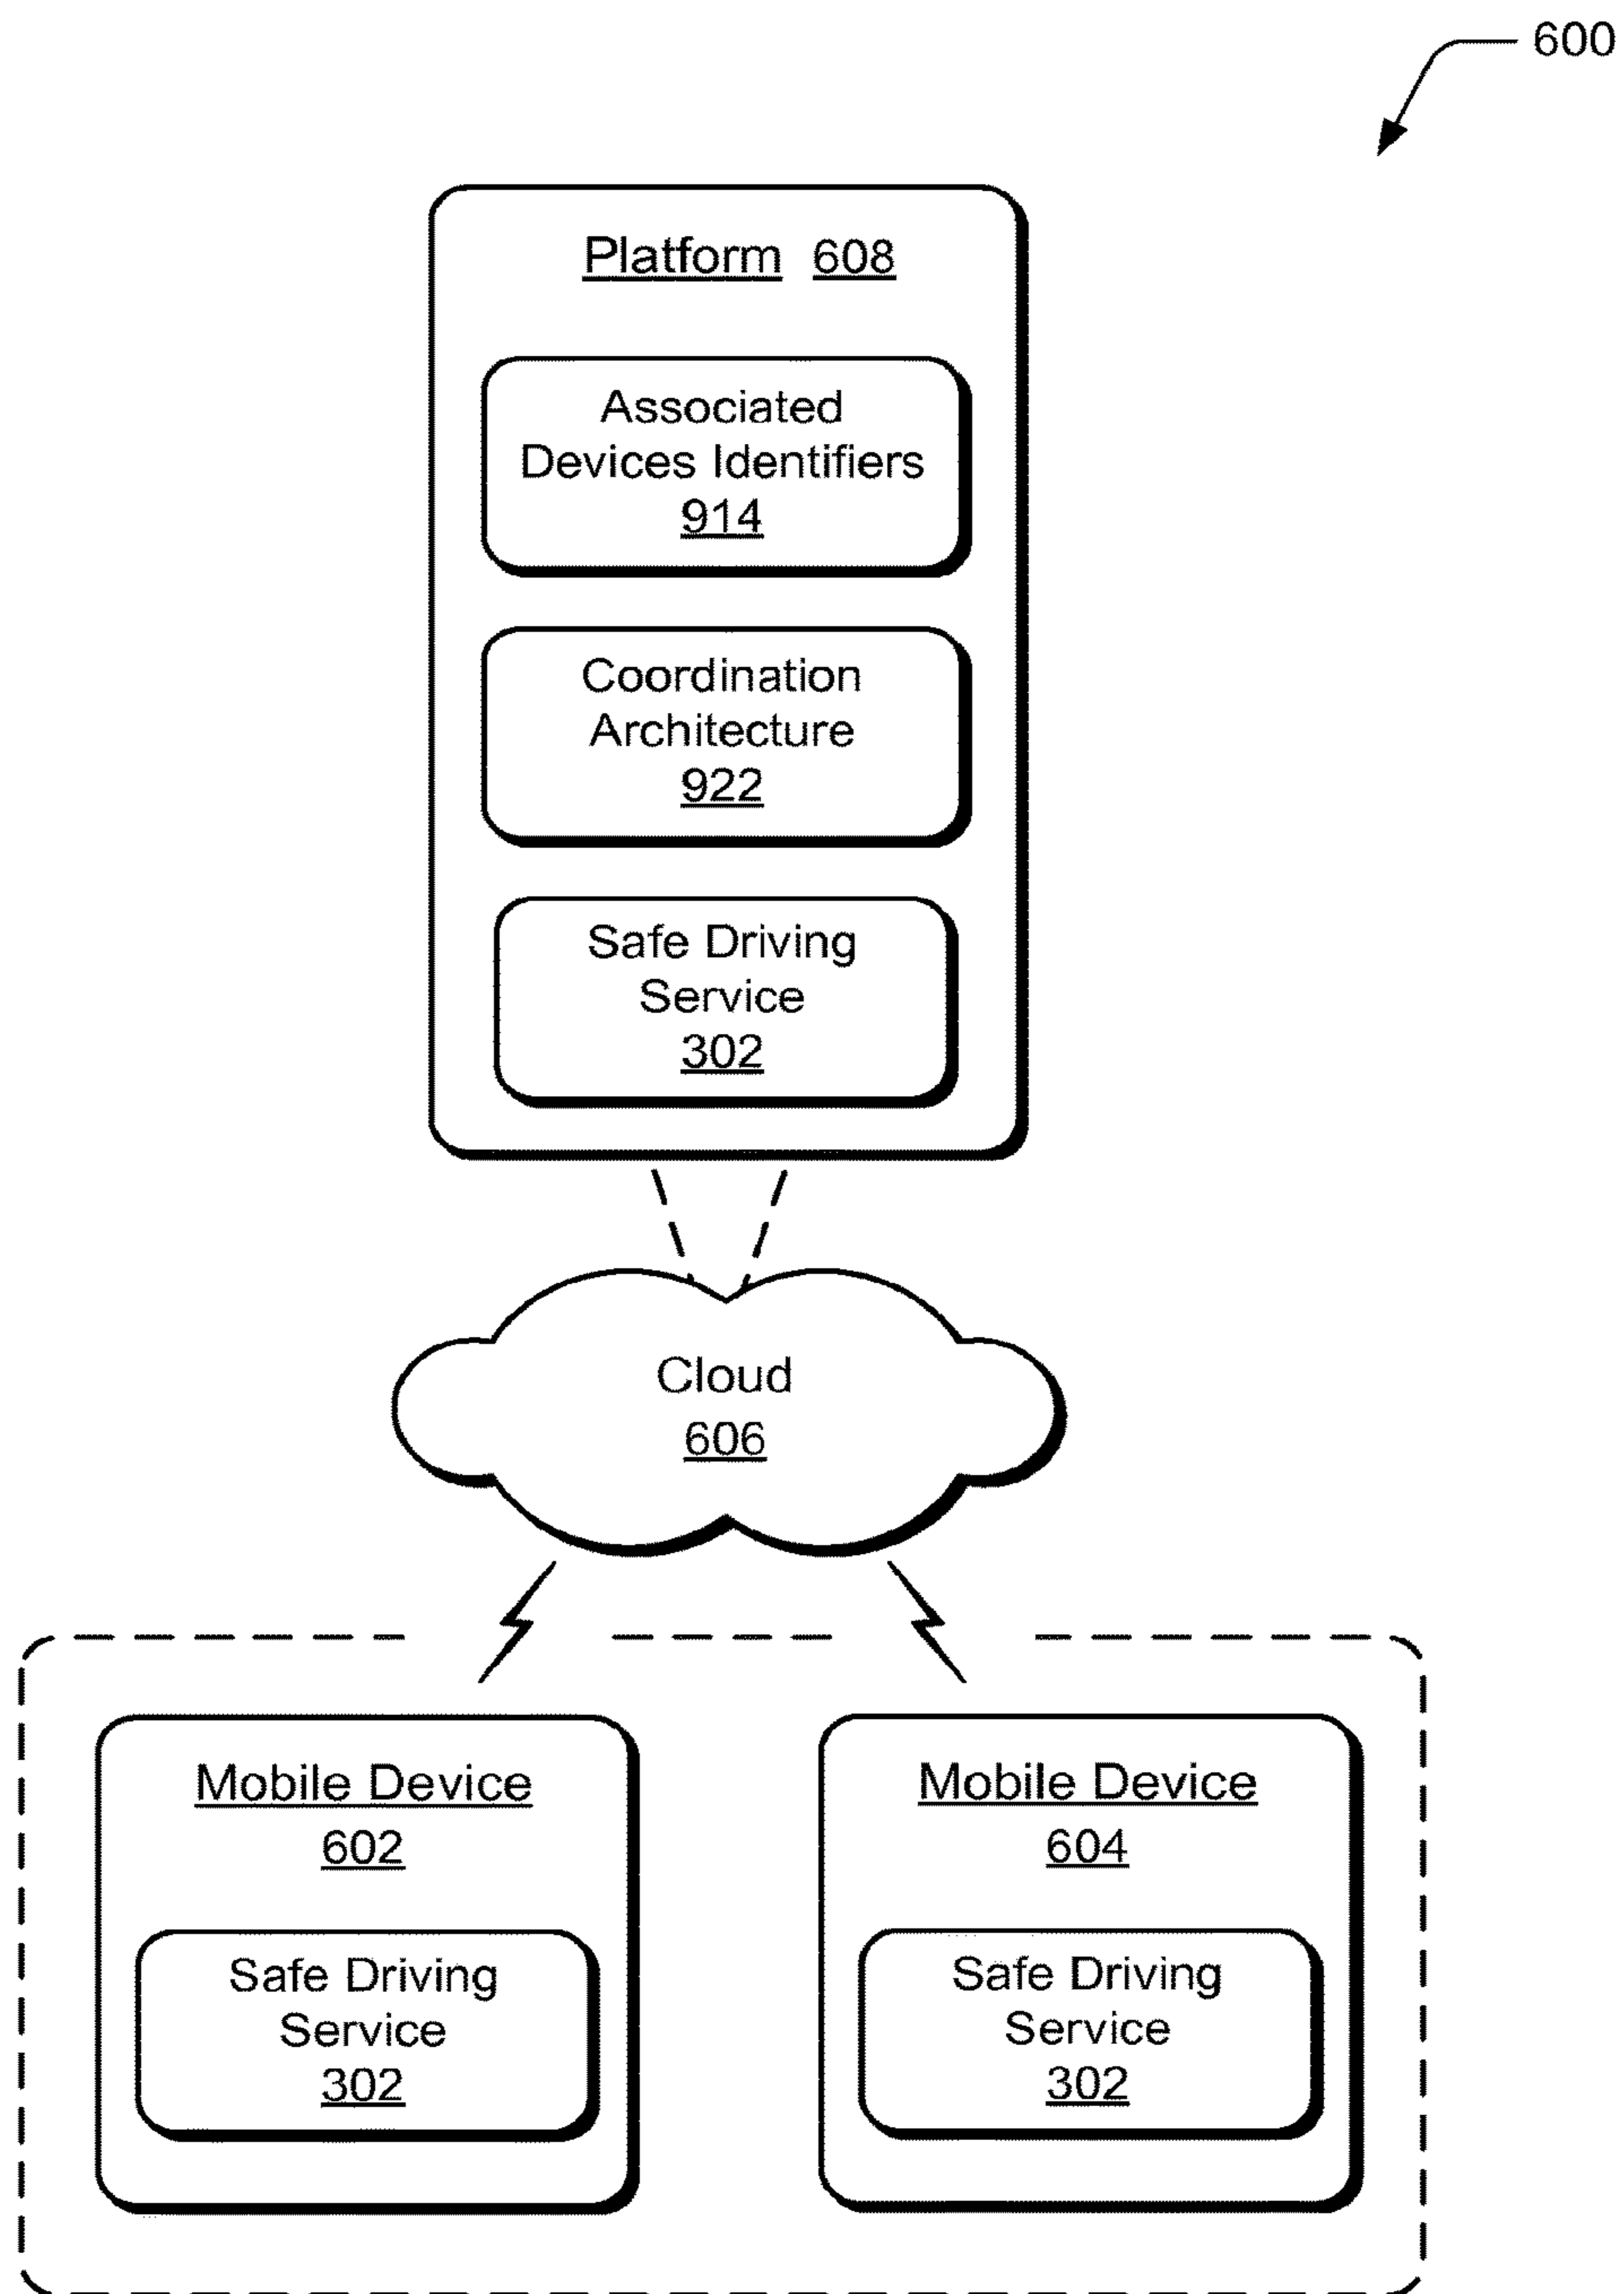 600
Platform 608
Associated
Devices Identifiers
914
Coordination
Architecture
922
Safe Driving
Service
302
Cloud
606
Mobile Device
602
Safe Driving
Service
302
Mobile Device
604
Safe Driving
Service
302